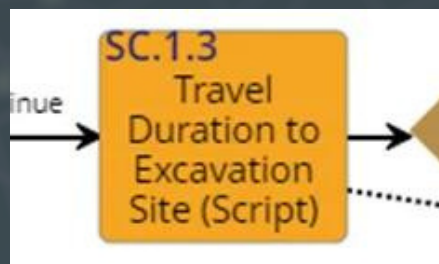 SC.1.3
inue
Travel
Duration to
Excavation
Site (Script)